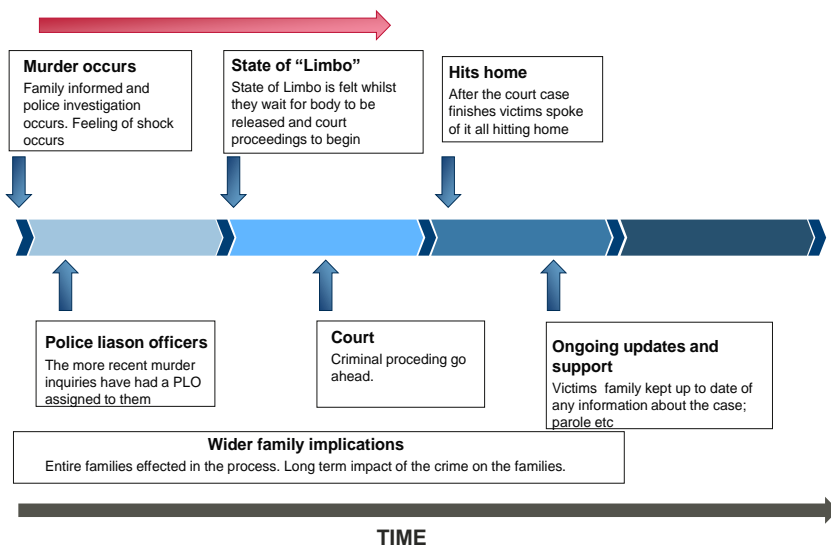 Murder occurs
Family informed and
police investigation
occurs. Feeling of shock
occurs
State of “Limbo”
State of Limbo is felt whilst
they wait for body to be
released and court
proceedings to begin
Hits home
After the court case
finishes victims spoke
of it all hitting home
Police liason officers
The more recent murder
inquiries have had a PLO
assigned to them
Court
Criminal proceding go
ahead.
Ongoing updates and
support
Victims  family kept up to date of
any information about the case;
parole etc
Wider family implications
Entire families effected in the process. Long term impact of the crime on the families.
TIME